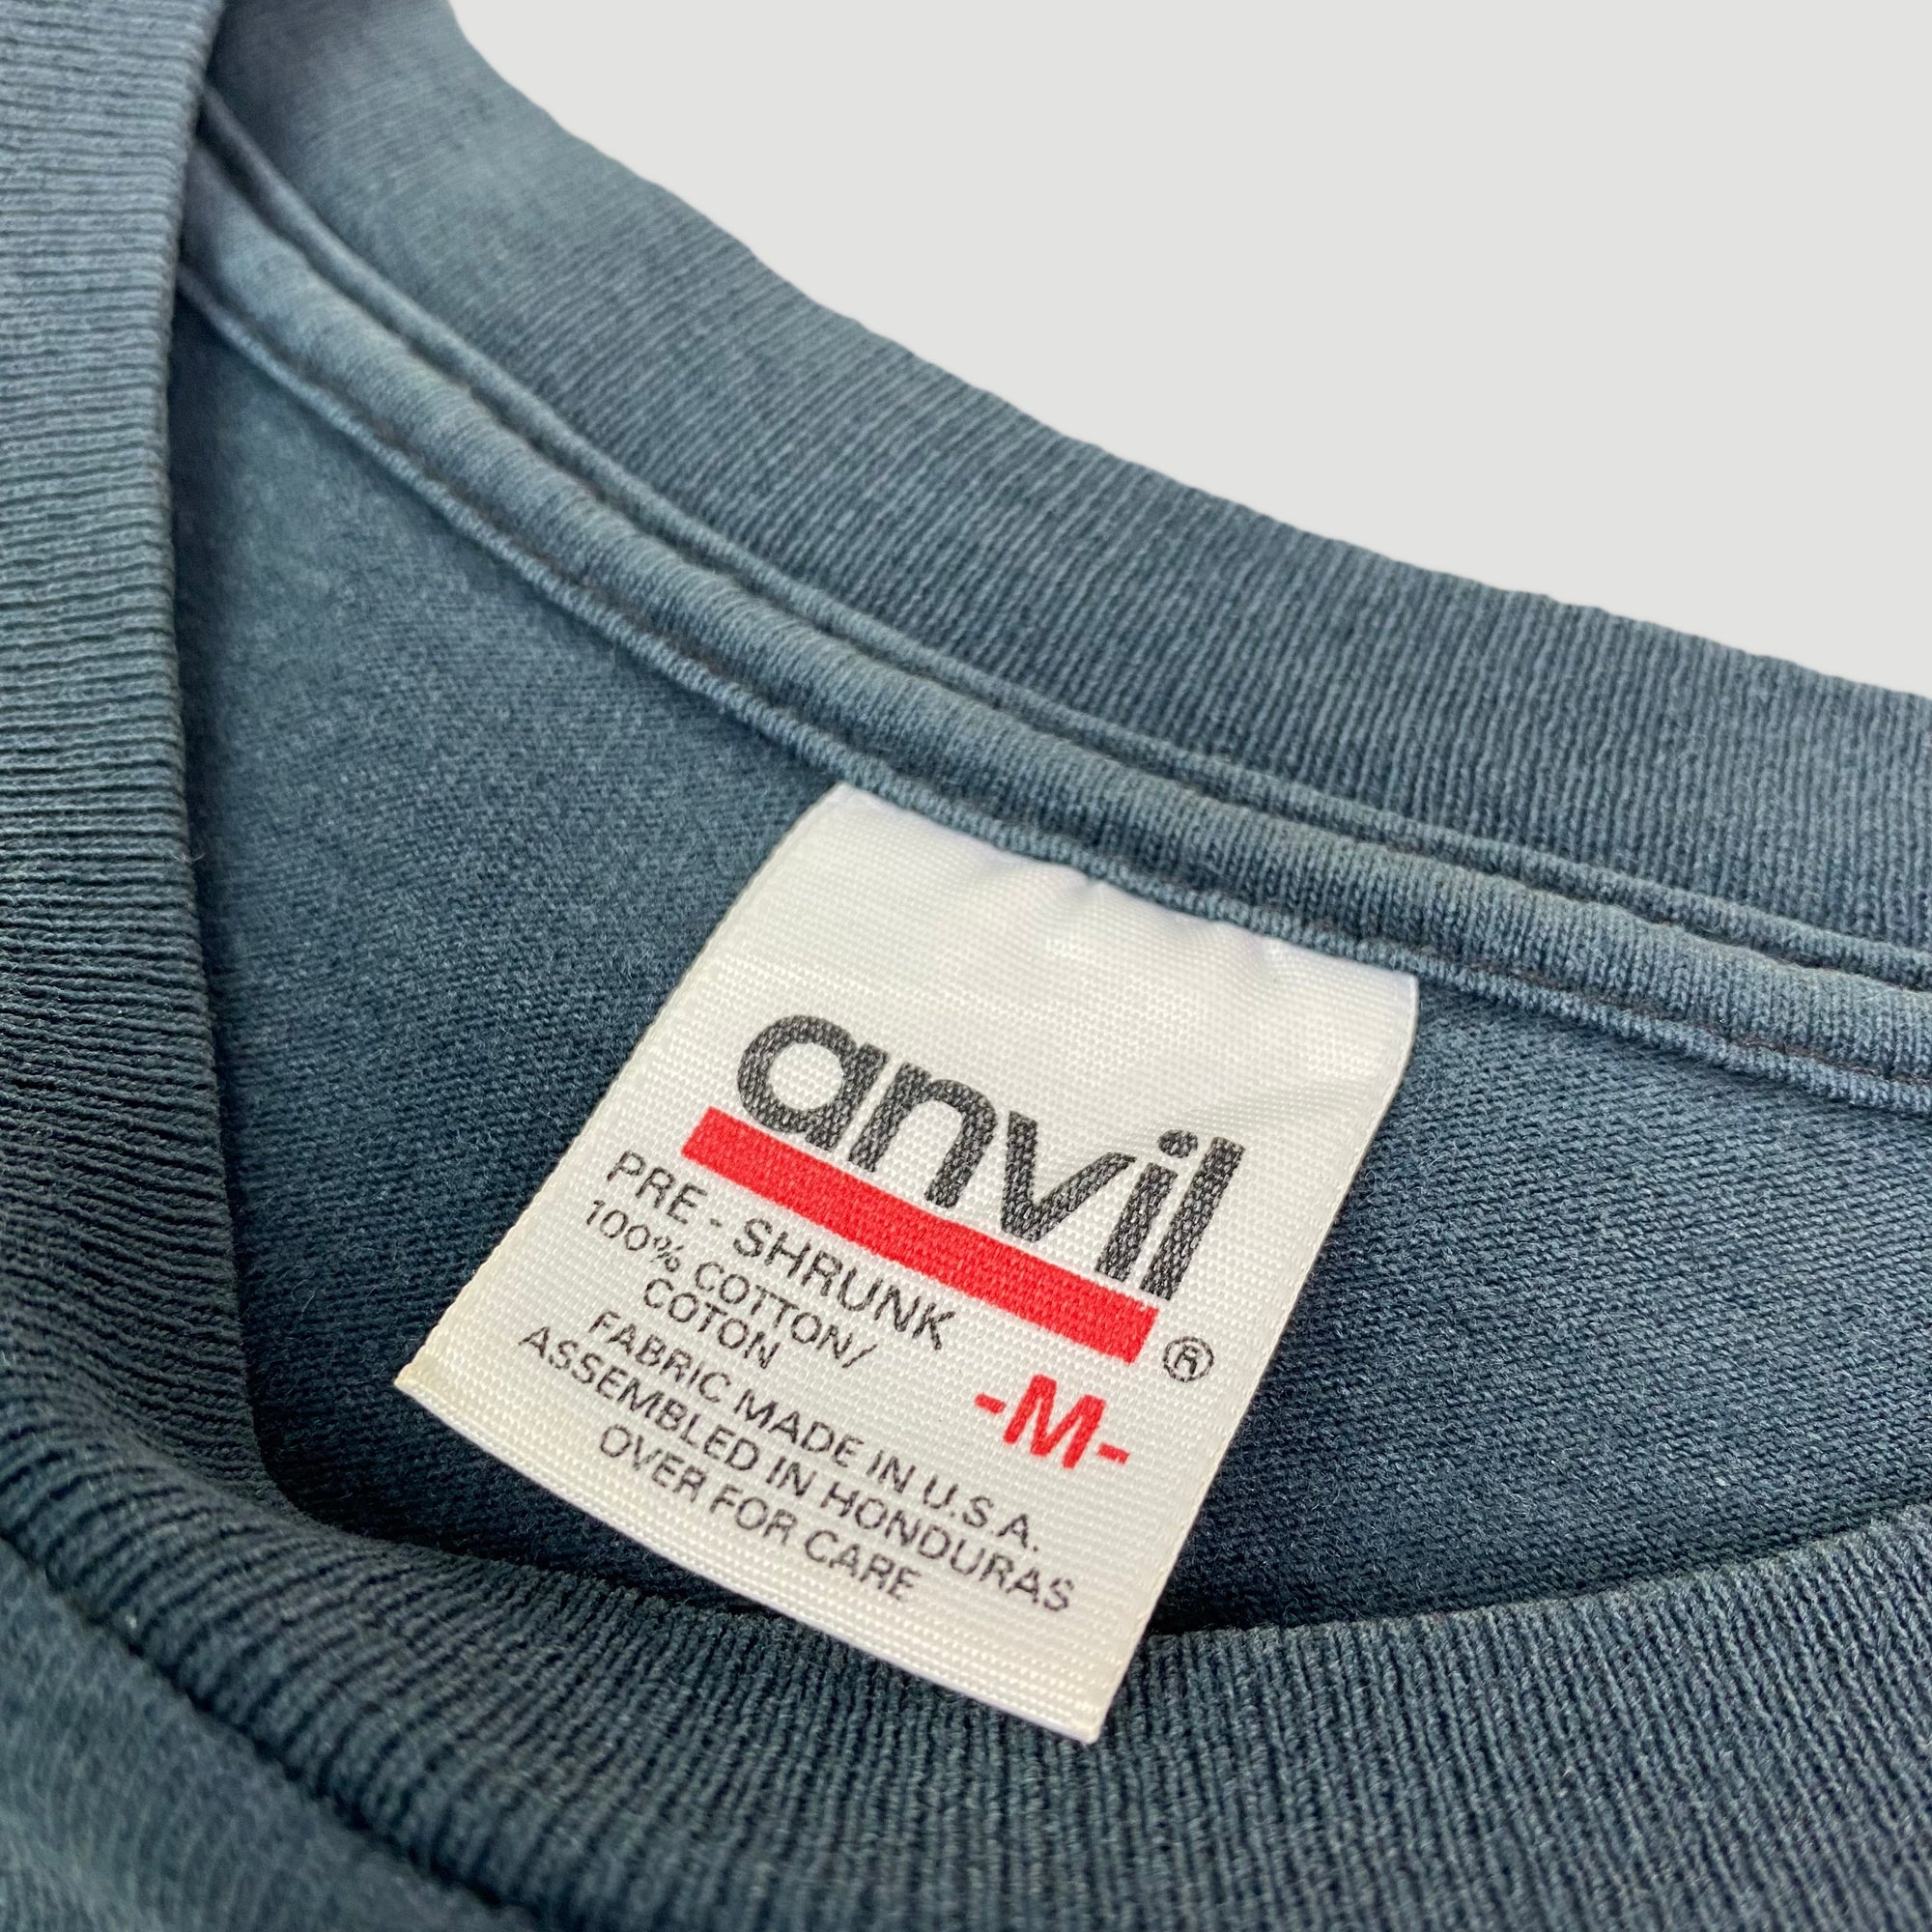 anvil®
PRE-SHRUNK
100% COTTON/
COTON
-M-
FABRIC MADE IN U.S.A.
ASSEMBLED IN HONDURAS
OVER FOR CARE